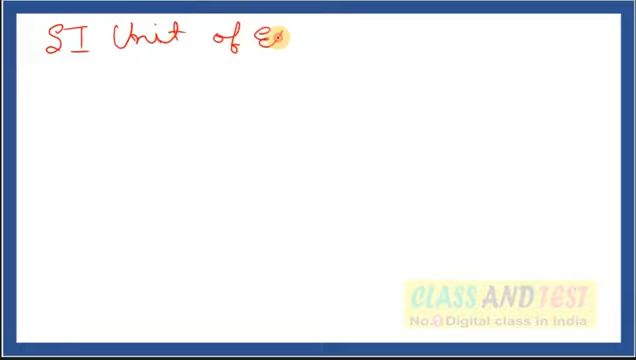 SI Unit of E
CLASS AND TEST
No.1 Digital class in India